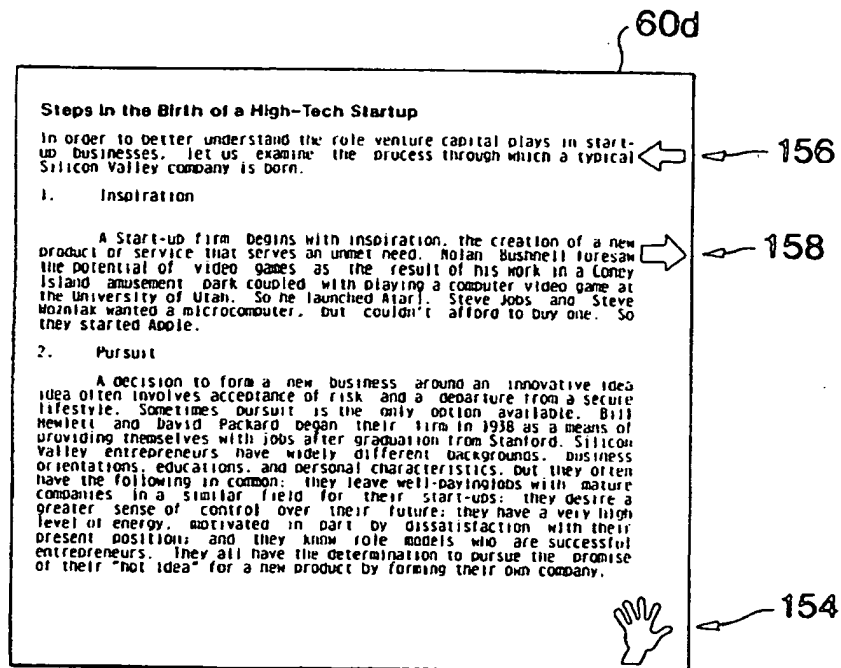 60d
Steps in the Birth of a High-Tech Startup
In order to better understand the role venture capital plays in start-
up businesses, let us examine the process through which a typical
Silicon Valley company is born.
156
1. Inspiration
A Start-up firm begins with inspiration, the creation of a new
product or service that serves an unmet need. Nolan Bushnell foresaw
158
the potential of video games as the result of his work in a Coney
Island amusement park coupled with playing a computer video game at
the University of Utah. So he launched Atari. Steve Jobs and Steve
Wozniak wanted a microcomputer, but couldn't afford to buy one. So
they started Apple.
2. Pursuit
A decision to form a new business around an innovative idea
idea often involves acceptance of risk and a departure from a secure
lifestyle. Sometimes pursuit is the only option available. Bill
Hewlett and David Packard began their firm in 1938 as a means of
providing themselves with jobs after graduation from Stanford. Silicon
Valley entrepreneurs have widely different backgrounds, business
orientations, educations, and personal characteristics, but they often
have the following in common: they leave well-payingjobs with mature
companies in a similar field for their start-ups; they desire a
greater sense of control over their future; they have a very high
level of energy, motivated in part by dissatisfaction with their
present position; and they know role models who are successful
entrepreneurs. They all have the determination to pursue the promise
of their "hot idea" for a new product by forming their own company.
154